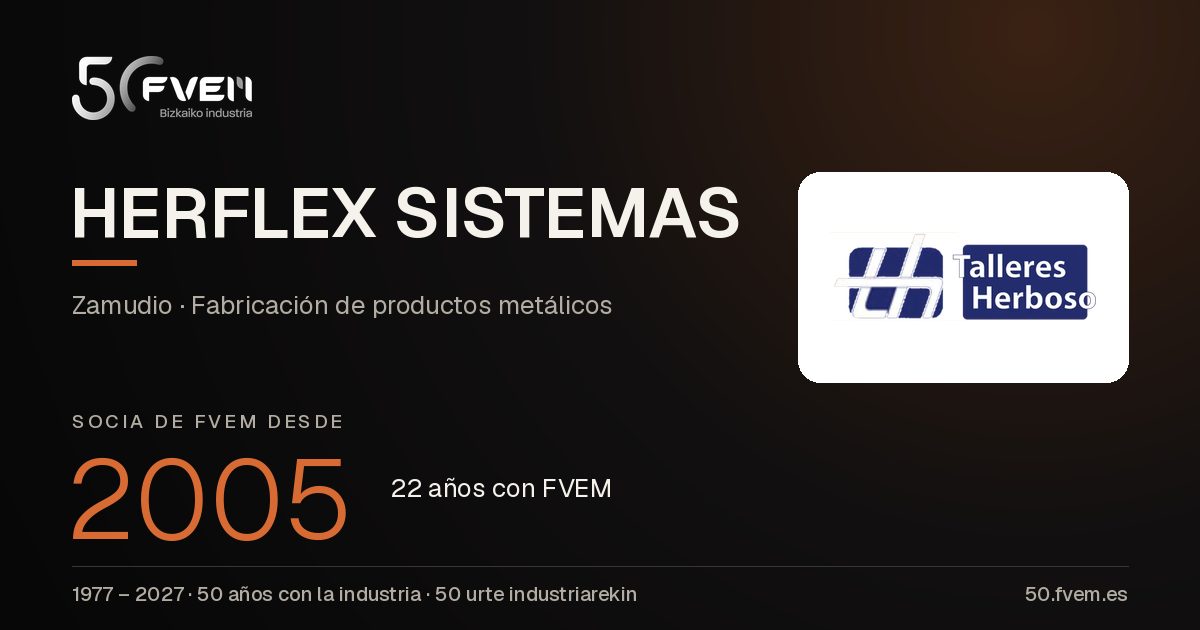 50 FVEM
Bizkaiko industria
HERFLEX SISTEMAS
Zamudio · Fabricación de productos metálicos
th Talleres
Herboso
SOCIA DE FVEM DESDE
2005
22 años con FVEM
1977 – 2027 · 50 años con la industria · 50 urte industriarekin
50.fvem.es